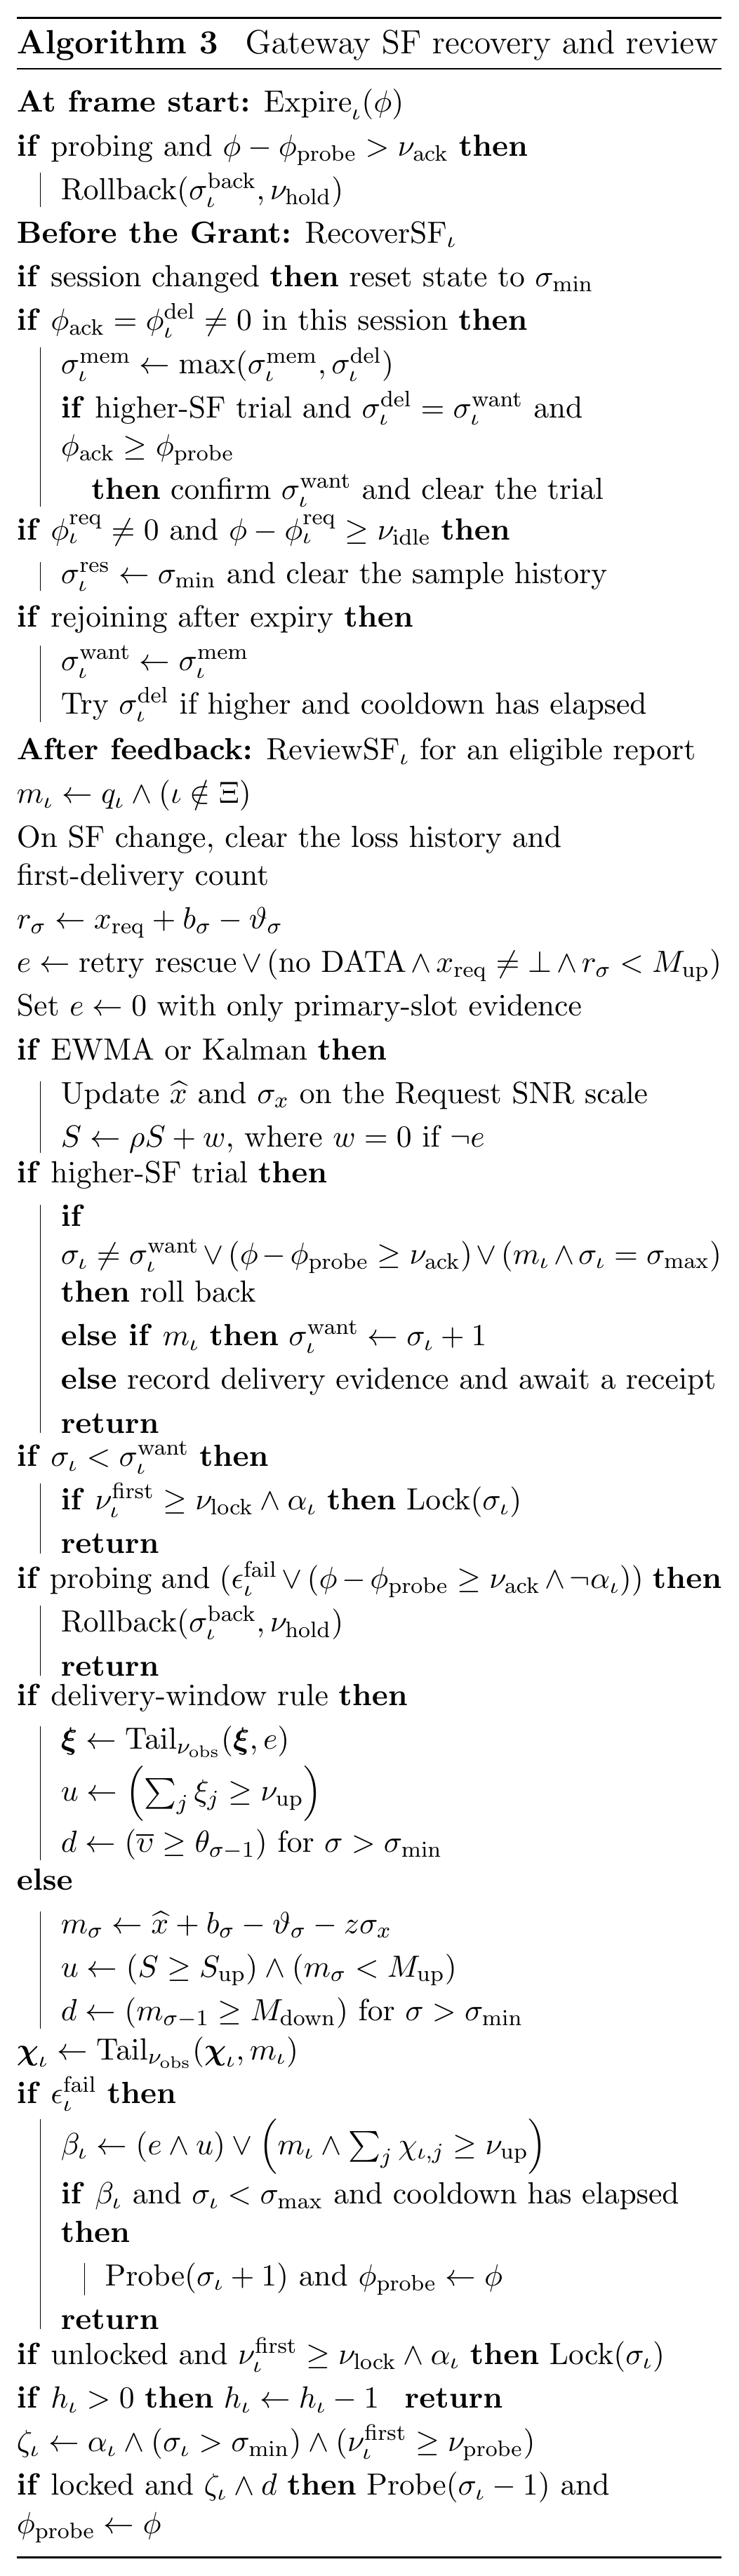 Algorithm 3 Gateway SF recovery and review
At frame start: Expire_ι(ϕ)
if probing and ϕ − ϕ_probe > ν_ack then
Rollback(σ_ι^back, ν_hold)
Before the Grant: RecoverSF_ι
if session changed then reset state to σ_min
if ϕ_ack = ϕ_ι^del ≠ 0 in this session then
σ_ι^mem ← max(σ_ι^mem, σ_ι^del)
if higher-SF trial and σ_ι^del = σ_ι^want and
ϕ_ack ≥ ϕ_probe
then confirm σ_ι^want and clear the trial
if ϕ_ι^req ≠ 0 and ϕ − ϕ_ι^req ≥ ν_idle then
σ_ι^res ← σ_min and clear the sample history
if rejoining after expiry then
σ_ι^want ← σ_ι^mem
Try σ_ι^del if higher and cooldown has elapsed
After feedback: ReviewSF_ι for an eligible report
m_ι ← q_ι ∧ (ι ∉ Ξ)
On SF change, clear the loss history and
first-delivery count
r_σ ← x_req + b_σ − ϑ_σ
e ← retry rescue ∨ (no DATA ∧ x_req ≠ ⊥ ∧ r_σ < M_up)
Set e ← 0 with only primary-slot evidence
if EWMA or Kalman then
Update x̂ and σ_x on the Request SNR scale
S ← ρS + w, where w = 0 if ¬e
if higher-SF trial then
if
σ_ι ≠ σ_ι^want ∨ (ϕ − ϕ_probe ≥ ν_ack) ∨ (m_ι ∧ σ_ι = σ_max)
then roll back
else if m_ι then σ_ι^want ← σ_ι + 1
else record delivery evidence and await a receipt
return
if σ_ι < σ_ι^want then
if ν_ι^first ≥ ν_lock ∧ α_ι then Lock(σ_ι)
return
if probing and (ϵ_ι^fail ∨ (ϕ − ϕ_probe ≥ ν_ack ∧ ¬α_ι)) then
Rollback(σ_ι^back, ν_hold)
return
if delivery-window rule then
ξ ← Tail_ν_obs(ξ, e)
u ← (∑_j ξ_j ≥ ν_up)
d ← (υ̅ ≥ θ_{σ−1}) for σ > σ_min
else
m_σ ← x̂ + b_σ − ϑ_σ − zσ_x
u ← (S ≥ S_up) ∧ (m_σ < M_up)
d ← (m_{σ−1} ≥ M_down) for σ > σ_min
χ_ι ← Tail_ν_obs(χ_ι, m_ι)
if ϵ_ι^fail then
β_ι ← (e ∧ u) ∨ (m_ι ∧ ∑_j χ_{ι,j} ≥ ν_up)
if β_ι and σ_ι < σ_max and cooldown has elapsed
then
Probe(σ_ι + 1) and ϕ_probe ← ϕ
return
if unlocked and ν_ι^first ≥ ν_lock ∧ α_ι then Lock(σ_ι)
if h_ι > 0 then h_ι ← h_ι − 1 return
ζ_ι ← α_ι ∧ (σ_ι > σ_min) ∧ (ν_ι^first ≥ ν_probe)
if locked and ζ_ι ∧ d then Probe(σ_ι − 1) and
ϕ_probe ← ϕ